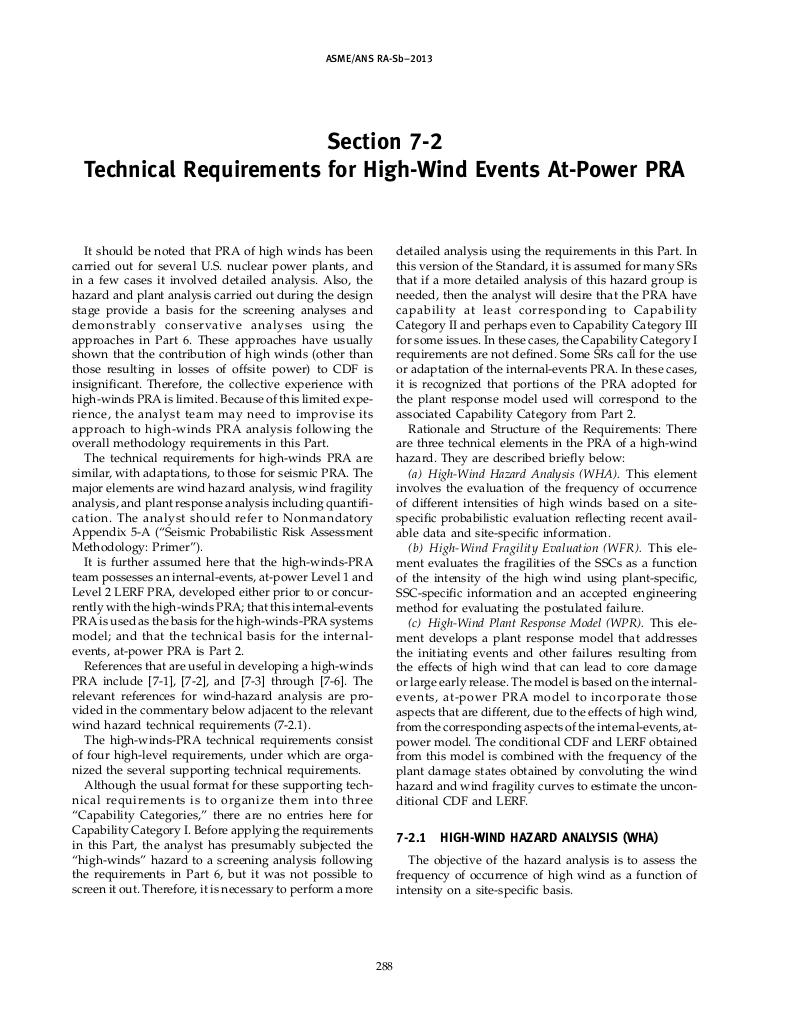 ASME/ANS RA-Sb–2013
Section 7-2
Technical Requirements for High-Wind Events At-Power PRA
It should be noted that PRA of high winds has been
carried out for several U.S. nuclear power plants, and
in a few cases it involved detailed analysis. Also, the
hazard and plant analysis carried out during the design
stage provide a basis for the screening analyses and
demonstrably conservative analyses using the
approaches in Part 6. These approaches have usually
shown that the contribution of high winds (other than
those resulting in losses of offsite power) to CDF is
insignificant. Therefore, the collective experience with
high-winds PRA is limited. Because of this limited expe-
rience, the analyst team may need to improvise its
approach to high-winds PRA analysis following the
overall methodology requirements in this Part.
The technical requirements for high-winds PRA are
similar, with adaptations, to those for seismic PRA. The
major elements are wind hazard analysis, wind fragility
analysis, and plant response analysis including quantifi-
cation. The analyst should refer to Nonmandatory
Appendix 5-A (“Seismic Probabilistic Risk Assessment
Methodology: Primer”).
It is further assumed here that the high-winds-PRA
team possesses an internal-events, at-power Level 1 and
Level 2 LERF PRA, developed either prior to or concur-
rently with the high-winds PRA; that this internal-events
PRA is used as the basis for the high-winds-PRA systems
model; and that the technical basis for the internal-
events, at-power PRA is Part 2.
References that are useful in developing a high-winds
PRA include [7-1], [7-2], and [7-3] through [7-6]. The
relevant references for wind-hazard analysis are pro-
vided in the commentary below adjacent to the relevant
wind hazard technical requirements (7-2.1).
The high-winds-PRA technical requirements consist
of four high-level requirements, under which are orga-
nized the several supporting technical requirements.
Although the usual format for these supporting tech-
nical requirements is to organize them into three
“Capability Categories,” there are no entries here for
Capability Category I. Before applying the requirements
in this Part, the analyst has presumably subjected the
“high-winds” hazard to a screening analysis following
the requirements in Part 6, but it was not possible to
screen it out. Therefore, it is necessary to perform a more
detailed analysis using the requirements in this Part. In
this version of the Standard, it is assumed for many SRs
that if a more detailed analysis of this hazard group is
needed, then the analyst will desire that the PRA have
capability at least corresponding to Capability
Category II and perhaps even to Capability Category III
for some issues. In these cases, the Capability Category I
requirements are not defined. Some SRs call for the use
or adaptation of the internal-events PRA. In these cases,
it is recognized that portions of the PRA adopted for
the plant response model used will correspond to the
associated Capability Category from Part 2.
Rationale and Structure of the Requirements: There
are three technical elements in the PRA of a high-wind
hazard. They are described briefly below:
(a) High-Wind Hazard Analysis (WHA). This element
involves the evaluation of the frequency of occurrence
of different intensities of high winds based on a site-
specific probabilistic evaluation reflecting recent avail-
able data and site-specific information.
(b) High-Wind Fragility Evaluation (WFR). This ele-
ment evaluates the fragilities of the SSCs as a function
of the intensity of the high wind using plant-specific,
SSC-specific information and an accepted engineering
method for evaluating the postulated failure.
(c) High-Wind Plant Response Model (WPR). This ele-
ment develops a plant response model that addresses
the initiating events and other failures resulting from
the effects of high wind that can lead to core damage
or large early release. The model is based on the internal-
events, at-power PRA model to incorporate those
aspects that are different, due to the effects of high wind,
from the corresponding aspects of the internal-events, at-
power model. The conditional CDF and LERF obtained
from this model is combined with the frequency of the
plant damage states obtained by convoluting the wind
hazard and wind fragility curves to estimate the uncon-
ditional CDF and LERF.
7-2.1 HIGH-WIND HAZARD ANALYSIS (WHA)
The objective of the hazard analysis is to assess the
frequency of occurrence of high wind as a function of
intensity on a site-specific basis.
288